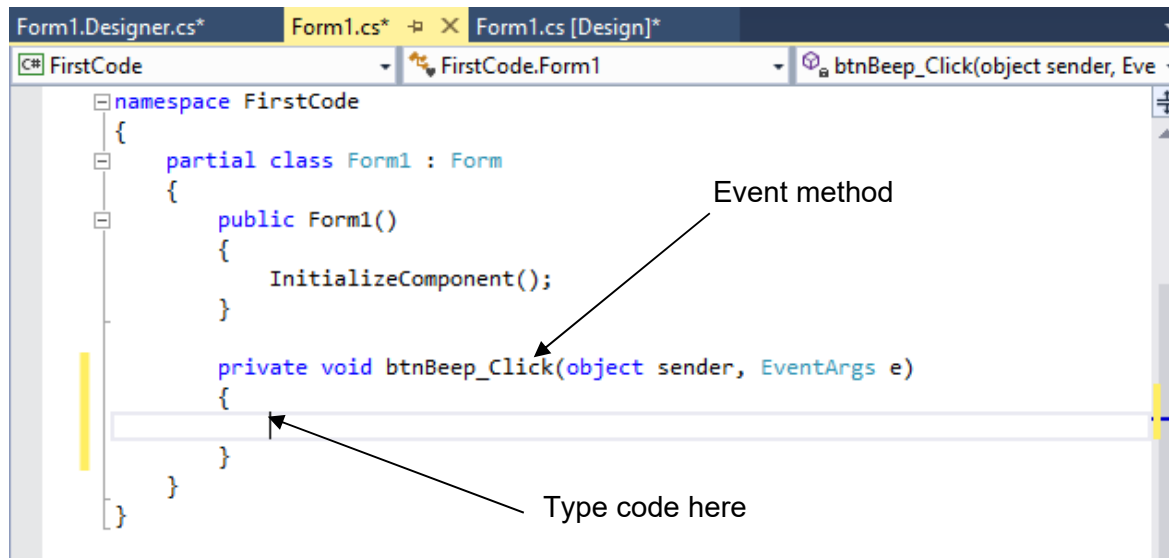 Form1.Designer.cs* Form1.cs* Form1.cs [Design]*
C# FirstCode FirstCode.Form1 btnBeep_Click(object sender, Eve
namespace FirstCode
{
partial class Form1 : Form
{
Event method
public Form1()
{
InitializeComponent();
}
private void btnBeep_Click(object sender, EventArgs e)
{
}
}
Type code here
}